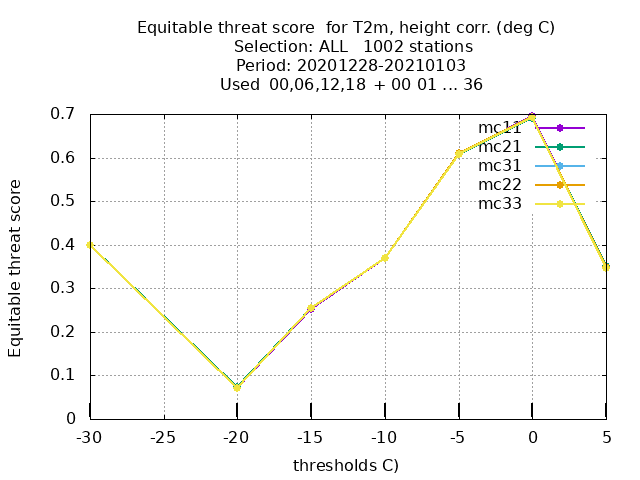 Equitable threat score for T2m, height corr. (deg C)
Selection: ALL 1002 stations
Period: 20201228-20210103
Used 00,06,12,18 + 00 01 ... 36
Equitable threat score
0.7
0.6
0.5
0.4
0.3
0.2
0.1
0
mc11
mc21
mc31
mc22
mc33
-30 -25 -20 -15 -10 -5 0 5
thresholds C)